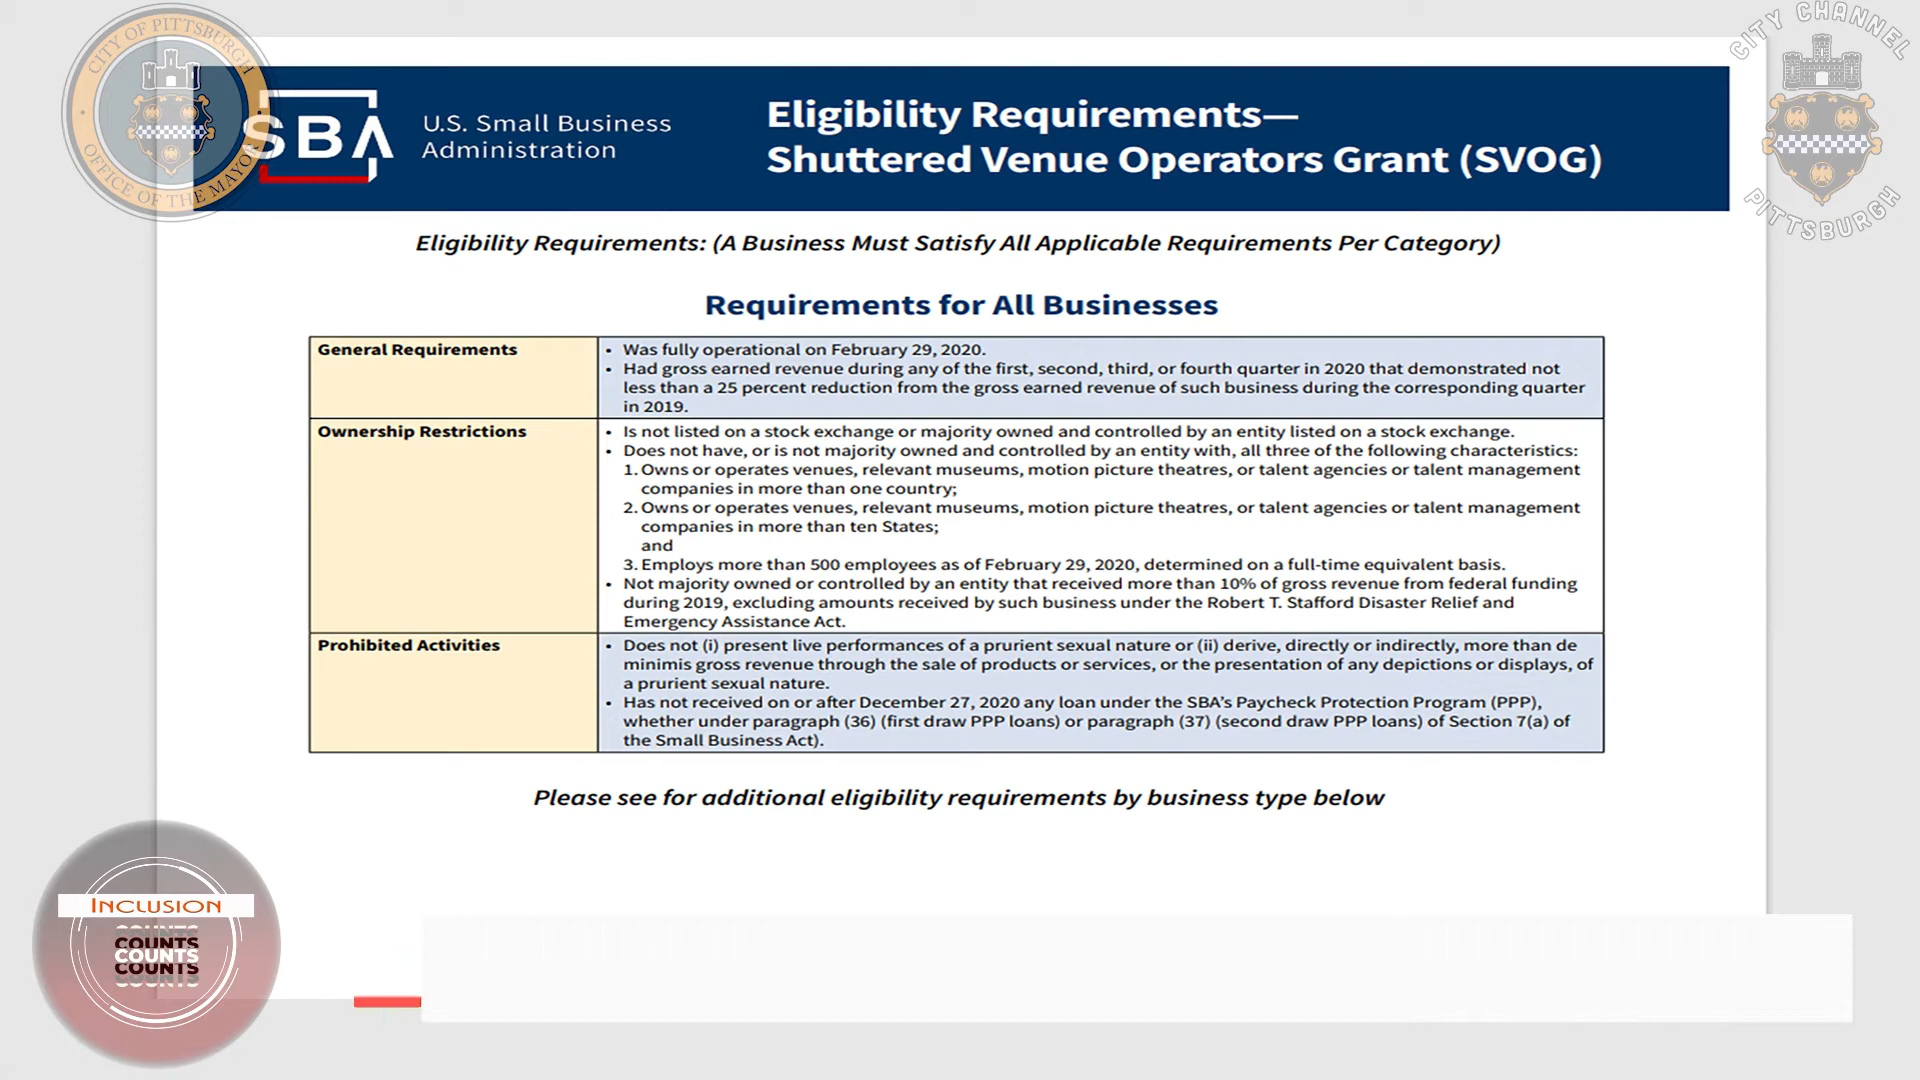 CITY OF PITTSBURGH
OFFICE OF THE MAYOR
SBA
U.S. Small Business
Administration
Eligibility Requirements—
Shuttered Venue Operators Grant (SVOG)
CITY CHANNEL
PITTSBURGH
Eligibility Requirements: (A Business Must Satisfy All Applicable Requirements Per Category)
Requirements for All Businesses
General Requirements
• Was fully operational on February 29, 2020.
• Had gross earned revenue during any of the first, second, third, or fourth quarter in 2020 that demonstrated not
less than a 25 percent reduction from the gross earned revenue of such business during the corresponding quarter
in 2019.
Ownership Restrictions
• Is not listed on a stock exchange or majority owned and controlled by an entity listed on a stock exchange.
• Does not have, or is not majority owned and controlled by an entity with, all three of the following characteristics:
1. Owns or operates venues, relevant museums, motion picture theatres, or talent agencies or talent management
companies in more than one country;
2. Owns or operates venues, relevant museums, motion picture theatres, or talent agencies or talent management
companies in more than ten States;
and
3. Employs more than 500 employees as of February 29, 2020, determined on a full-time equivalent basis.
• Not majority owned or controlled by an entity that received more than 10% of gross revenue from federal funding
during 2019, excluding amounts received by such business under the Robert T. Stafford Disaster Relief and
Emergency Assistance Act.
Prohibited Activities
• Does not (i) present live performances of a prurient sexual nature or (ii) derive, directly or indirectly, more than de
minimis gross revenue through the sale of products or services, or the presentation of any depictions or displays, of
a prurient sexual nature.
• Has not received on or after December 27, 2020 any loan under the SBA's Paycheck Protection Program (PPP),
whether under paragraph (36) (first draw PPP loans) or paragraph (37) (second draw PPP loans) of Section 7(a) of
the Small Business Act).
Please see for additional eligibility requirements by business type below
INCLUSION
COUNTS
COUNTS
COUNTS